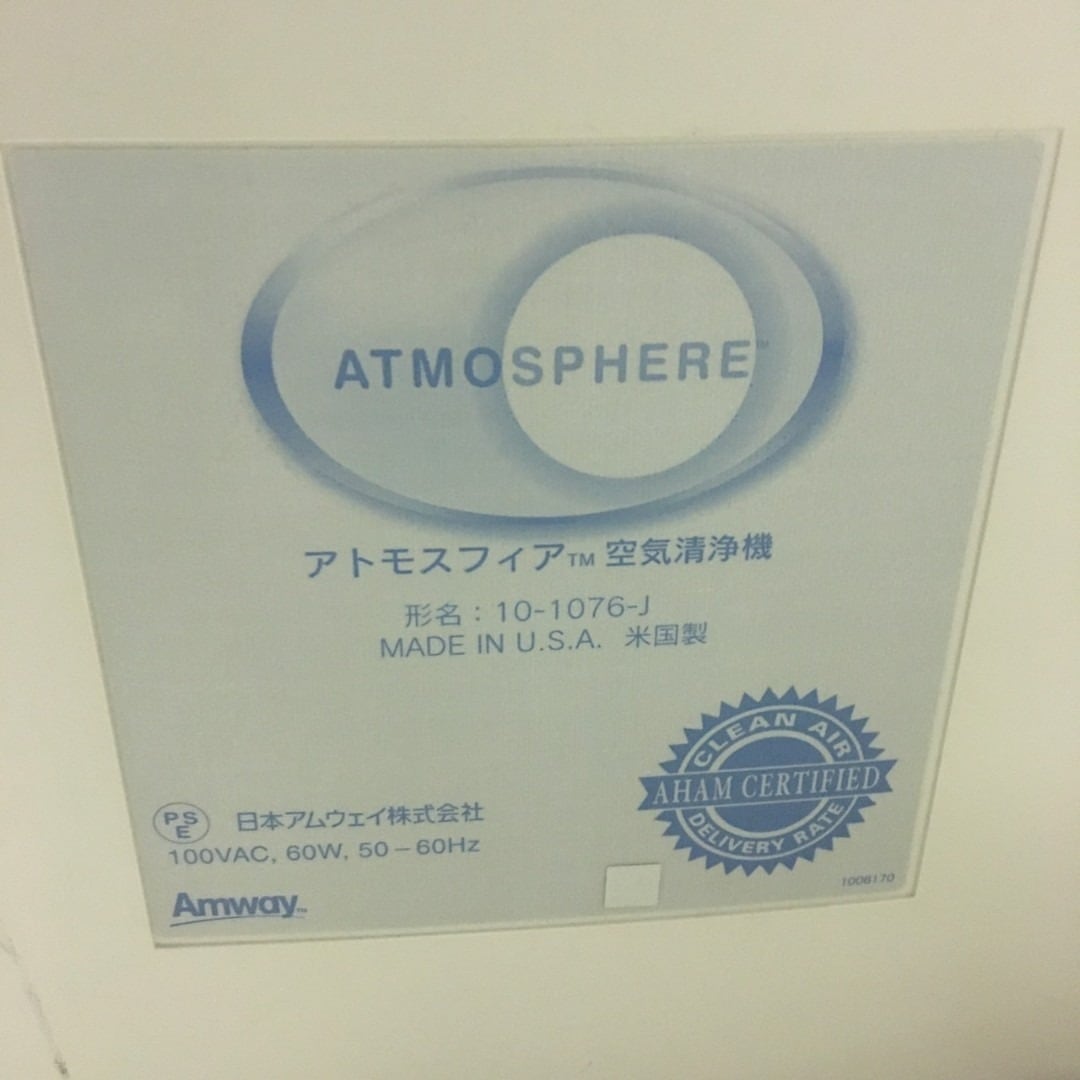 ATMOSPHERE™
アトモスフィア™ 空気清浄機
形名：10-1076-J
MADE IN U.S.A. 米国製
CLEAN AIR
AHAM CERTIFIED
DELIVERY RATE
PSE 日本アムウェイ株式会社
100VAC, 60W, 50－60Hz
Amway™
1006170